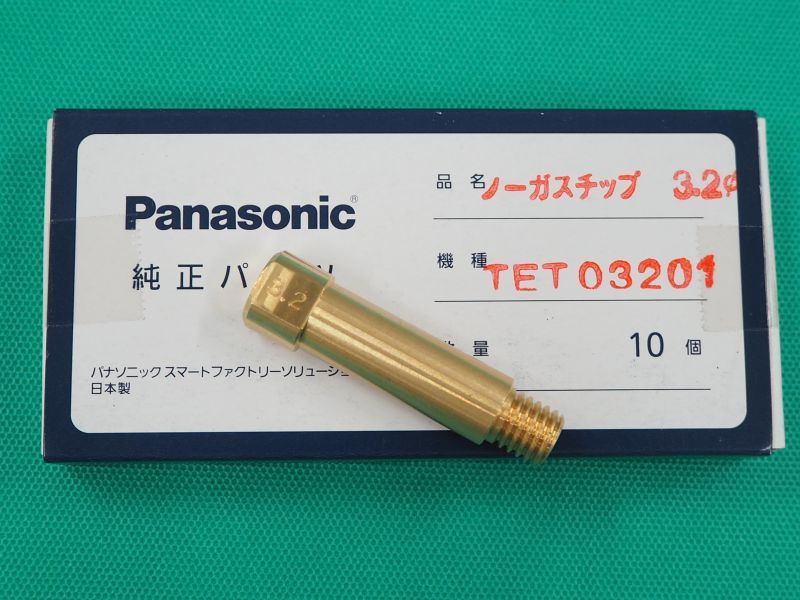 Panasonic®
純正パ
パナソニック スマートファクトリーソリューショ
日本製
品名 ノーガスチップ 3.2φ
機種 TET03201
量 10 個
3.2